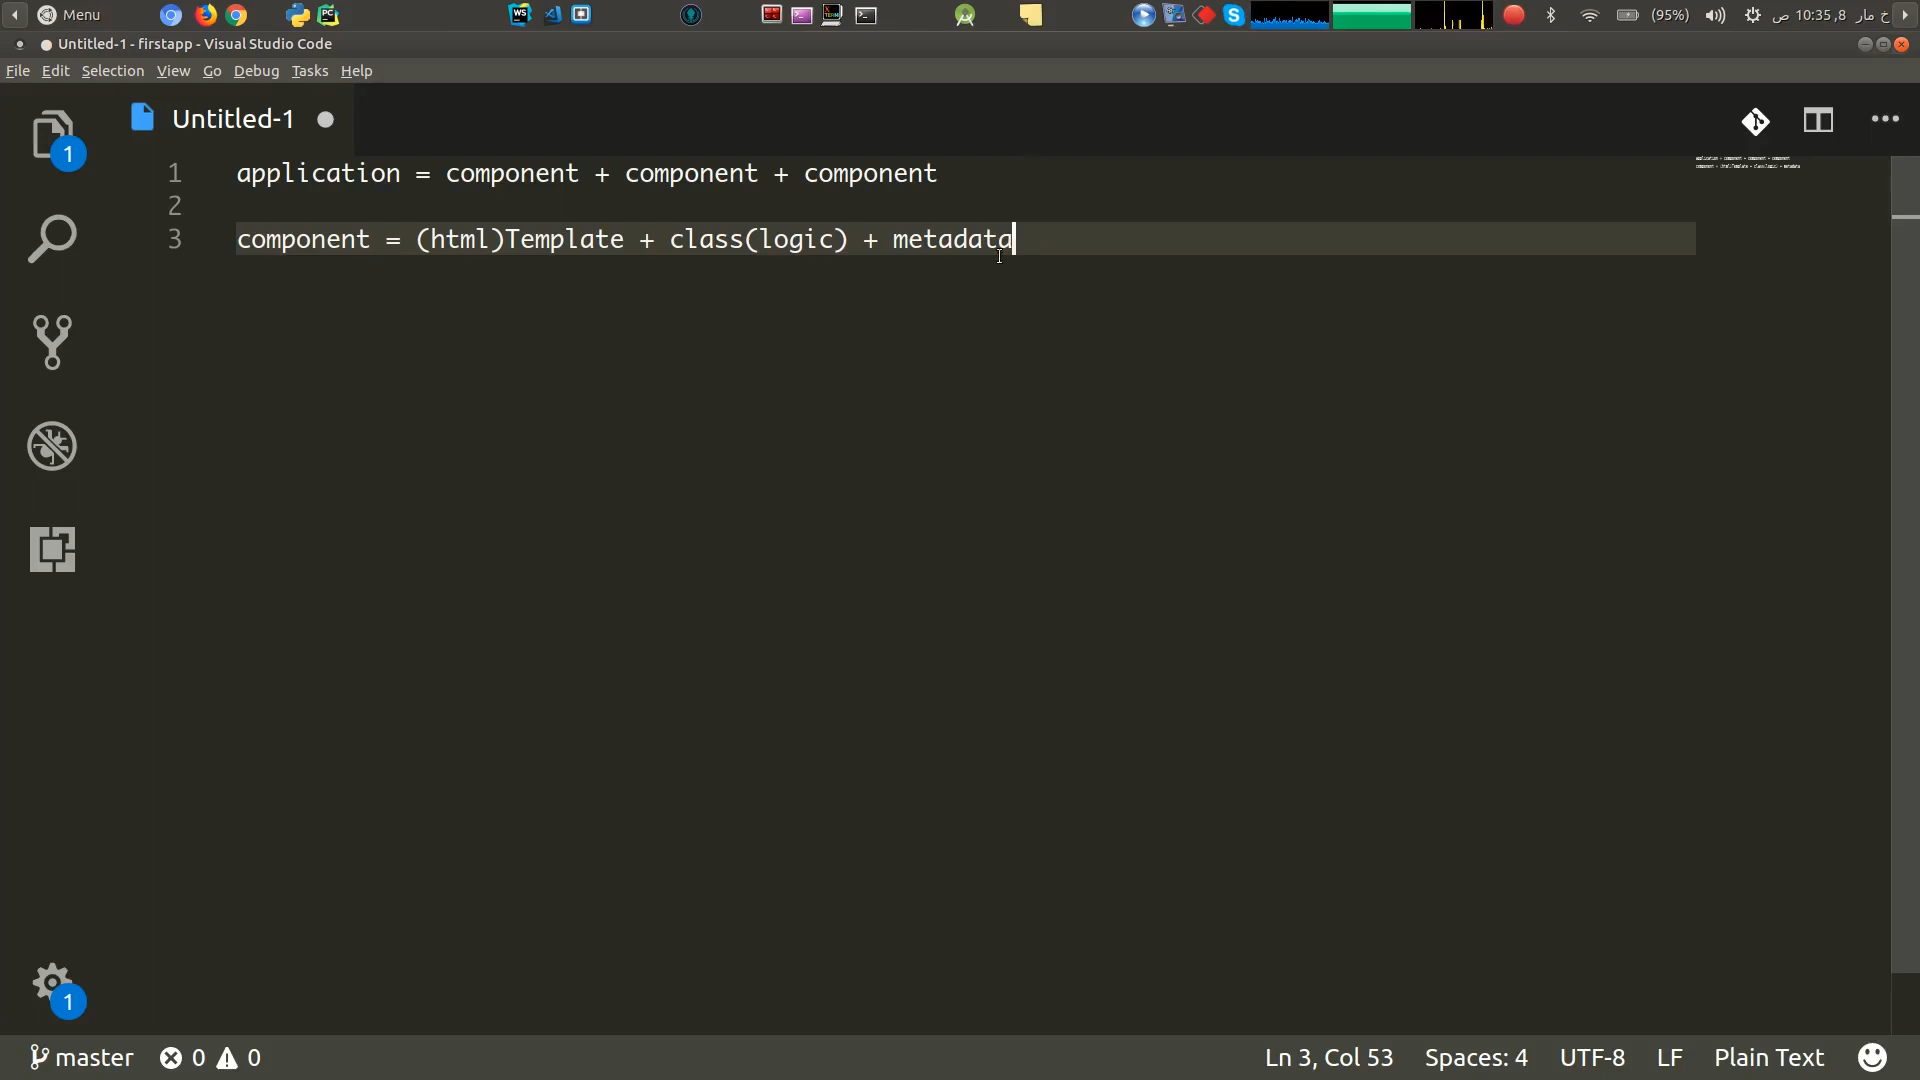 Menu
WS
PC
S
(95%)
خ مار 8, 10:35 ص
Untitled-1 - firstapp - Visual Studio Code
File Edit Selection View Go Debug Tasks Help
1
Untitled-1
1 application = component + component + component
2
3 component = (html)Template + class(logic) + metadata
1
master 0 0 Ln 3, Col 53 Spaces: 4 UTF-8 LF Plain Text